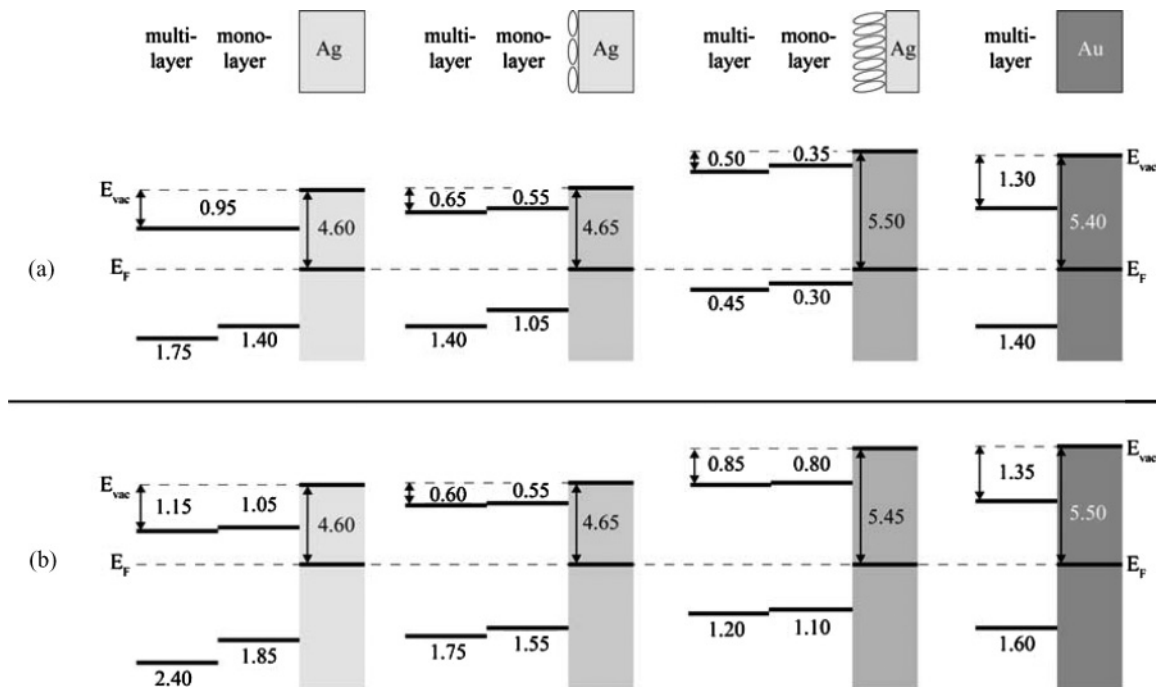 multi-layer mono-layer Ag multi-layer mono-layer Ag multi-layer mono-layer Ag multi-layer Au
(a)
E_vac 0.95 4.60 0.65 0.55 4.65 0.50 0.35 5.50 1.30 5.40 E_vac
E_F E_F
1.75 1.40 1.40 1.05 0.45 0.30 1.40
(b)
E_vac 1.15 1.05 4.60 0.60 0.55 4.65 0.85 0.80 5.45 1.35 5.50 E_vac
E_F E_F
2.40 1.85 1.75 1.55 1.20 1.10 1.60